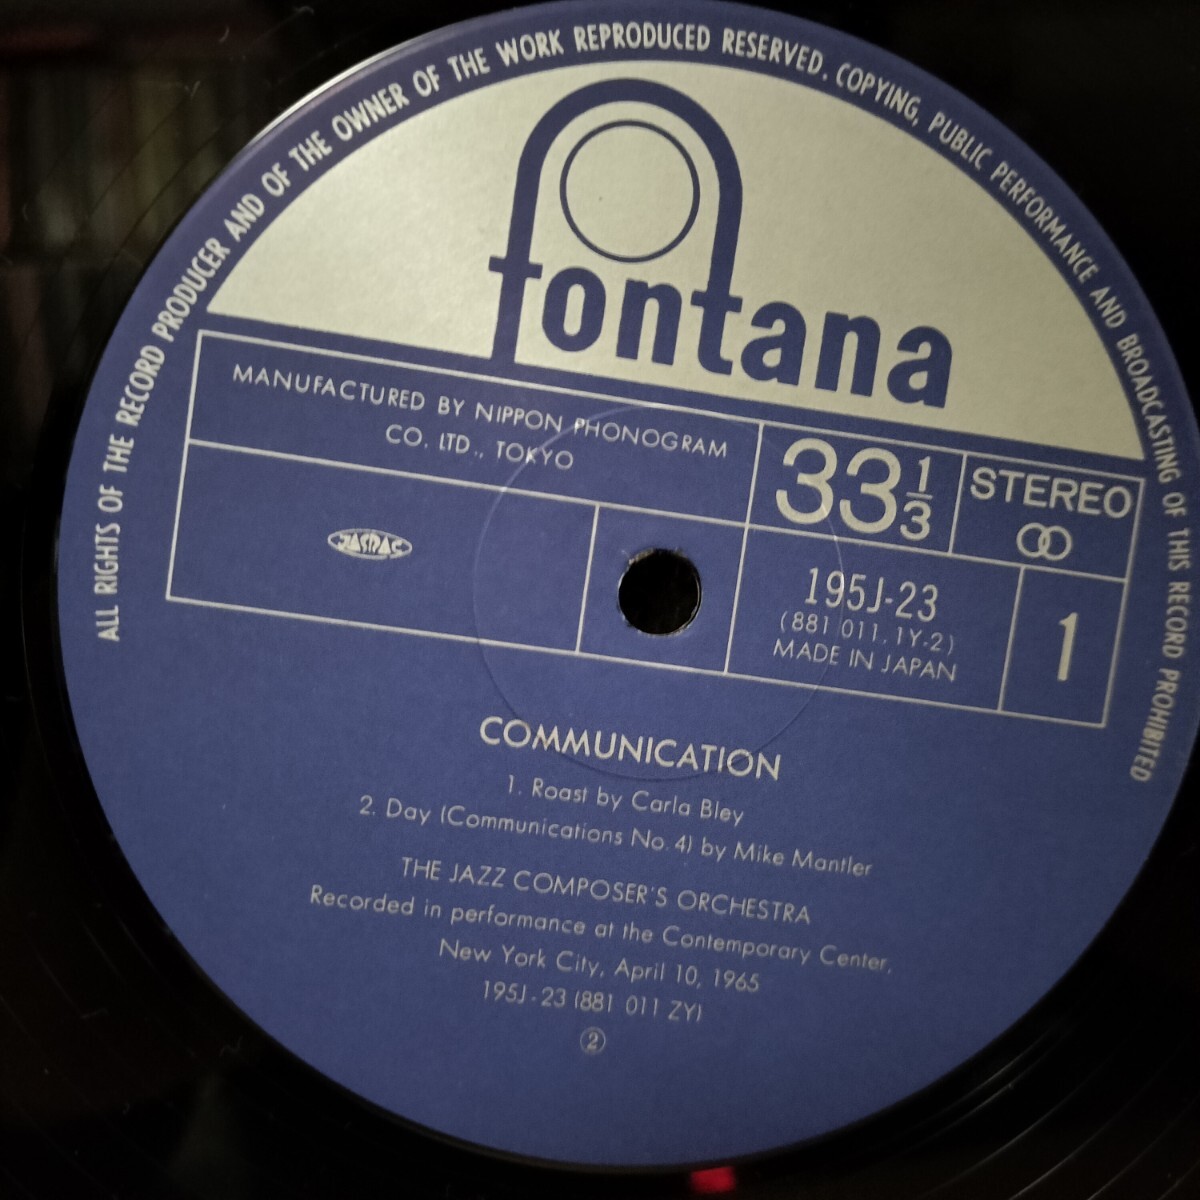 ALL RIGHTS OF THE RECORD PRODUCER AND OF THE OWNER OF THE WORK REPRODUCED RESERVED. COPYING, PUBLIC PERFORMANCE AND BROADCASTING OF THIS RECORD PROHIBITED
fontana
MANUFACTURED BY NIPPON PHONOGRAM
CO. LTD., TOKYO
33 1/3
STEREO
JASRAC
195J-23
(881 011. 1Y-2)
MADE IN JAPAN
1
COMMUNICATION
1. Roast by Carla Bley
2. Day (Communications No. 4) by Mike Mantler
THE JAZZ COMPOSER'S ORCHESTRA
Recorded in performance at the Contemporary Center,
New York City, April 10, 1965
195J-23 (881 011 ZY)
②